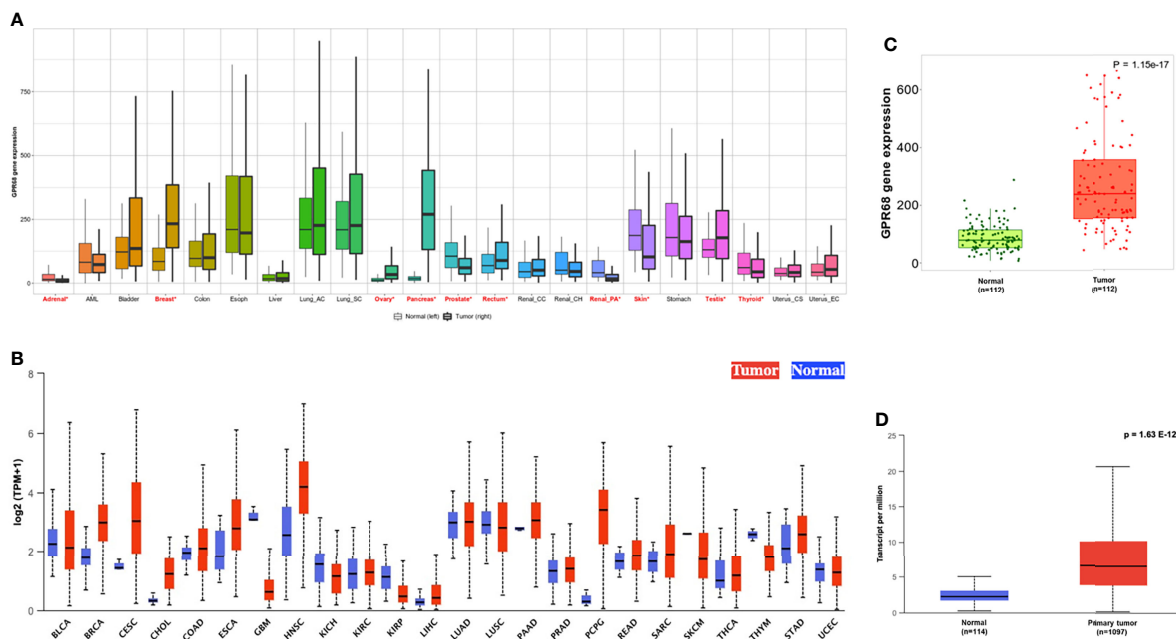 A
GPR68 gene expression
750
500
250
0
Adrenal* AML Bladder Breast* Colon Esoph Liver Lung_AC Lung_SC Ovary* Pancreas* Prostate* Rectum* Renal_CC Renal_CH Renal_PA* Skin* Stomach Testis* Thyroid* Uterus_CS Uterus_EC
Normal (left) Tumor (right)
C
P = 1.15e-17
GPR68 gene expression
600
400
200
0
Normal Tumor
(n=112) (n=112)
B
Tumor Normal
log2 (TPM+1)
8
6
4
2
0
BLCA BRCA CESC CHOL COAD ESCA GBM HNSC KICH KIRC KIRP LIHC LUAD LUSC PAAD PRAD PCPG READ SARC SKCM THCA THYM STAD UCEC
D
p = 1.63 E-12
Transcript per million
25
20
15
10
5
0
Normal Primary tumor
(n=114) (n=1097)